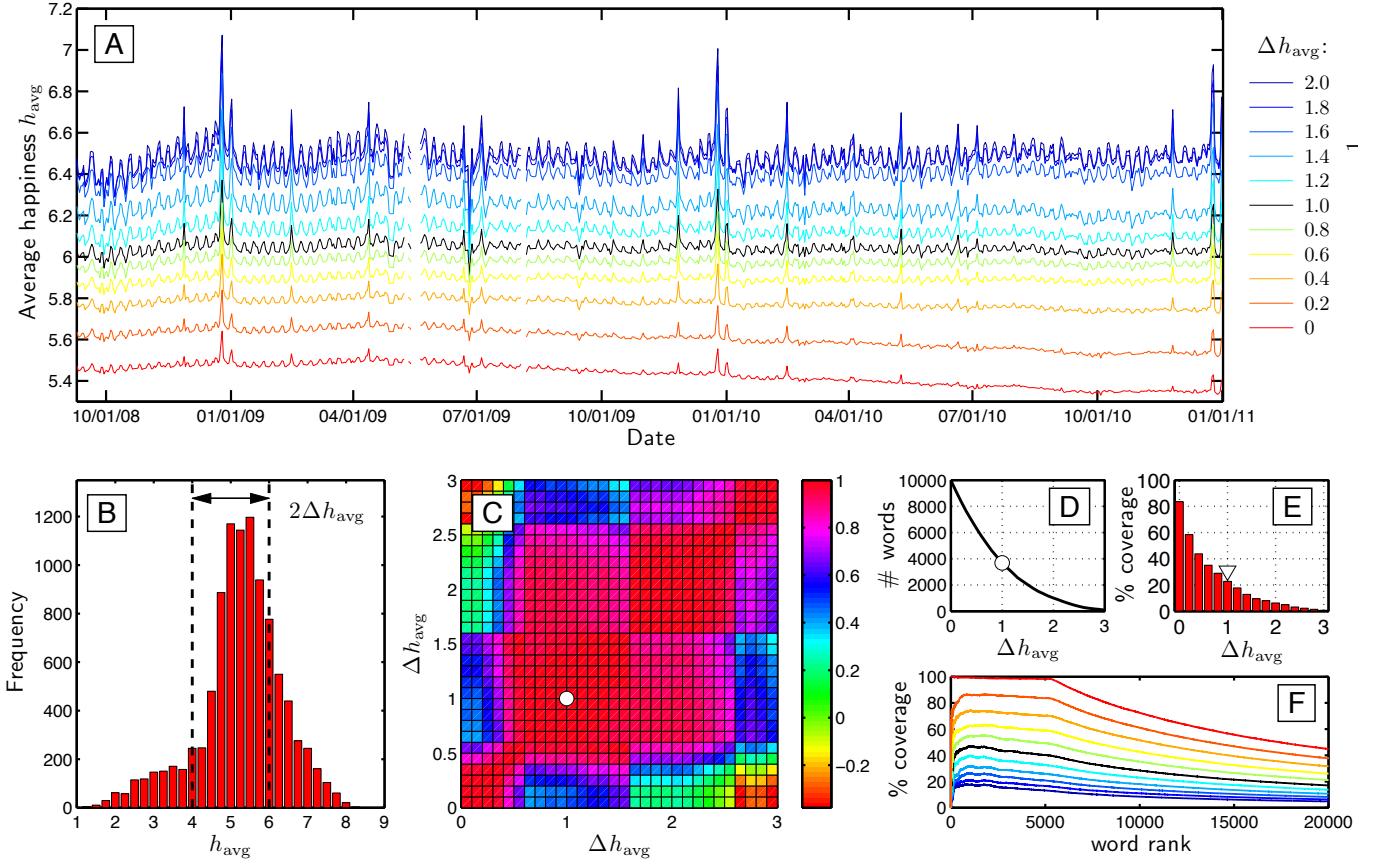 A
Average happiness h_avg
7.2
7
6.8
6.6
6.4
6.2
6
5.8
5.6
5.4
10/01/08 01/01/09 04/01/09 07/01/09 10/01/09 01/01/10 04/01/10 07/01/10 10/01/10 01/01/11
Date
Δh_avg:
2.0
1.8
1.6
1.4
1.2
1.0
0.8
0.6
0.4
0.2
0
1
B
2Δh_avg
Frequency
1200
1000
800
600
400
200
0
1 2 3 4 5 6 7 8 9
h_avg
C
Δh_avg
3
2.5
2
1.5
1
0.5
0
0 1 2 3
Δh_avg
1
0.8
0.6
0.4
0.2
0
−0.2
D
# words
10000
8000
6000
4000
2000
0
0 1 2 3
Δh_avg
E
% coverage
100
80
60
40
20
0
0 1 2 3
Δh_avg
F
% coverage
100
80
60
40
20
0
0 5000 10000 15000 20000
word rank